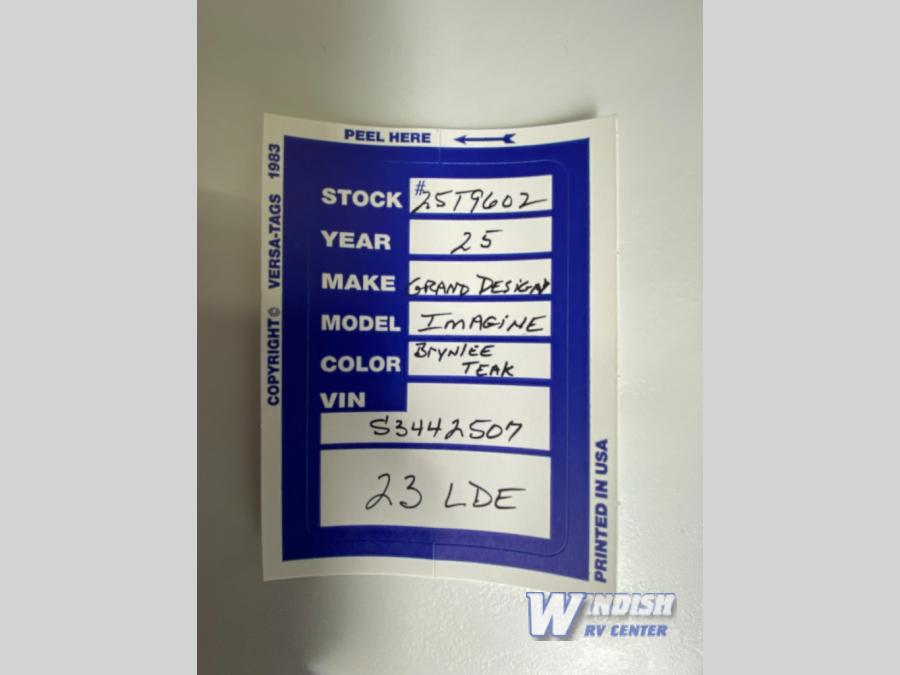 PEEL HERE
COPYRIGHT© VERSA-TAGS 1983
STOCK #25T9602
YEAR 25
MAKE GRAND DESIGN
MODEL IMAGINE
COLOR Brynlee
TEAK
VIN
S3442507
23 LDE
PRINTED IN USA
WINDISH
RV CENTER